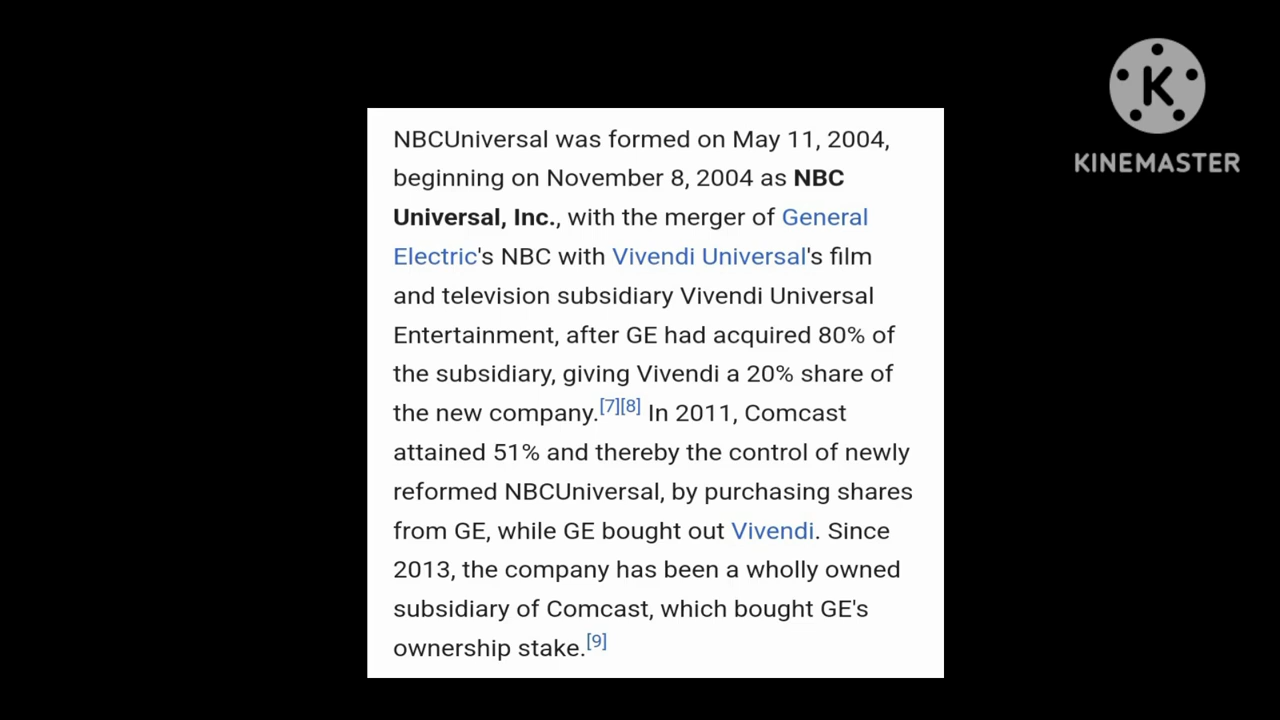 NBCUniversal was formed on May 11, 2004,
beginning on November 8, 2004 as NBC
Universal, Inc., with the merger of General
Electric's NBC with Vivendi Universal's film
and television subsidiary Vivendi Universal
Entertainment, after GE had acquired 80% of
the subsidiary, giving Vivendi a 20% share of
the new company.[7][8] In 2011, Comcast
attained 51% and thereby the control of newly
reformed NBCUniversal, by purchasing shares
from GE, while GE bought out Vivendi. Since
2013, the company has been a wholly owned
subsidiary of Comcast, which bought GE's
ownership stake.[9]
K
KINEMASTER